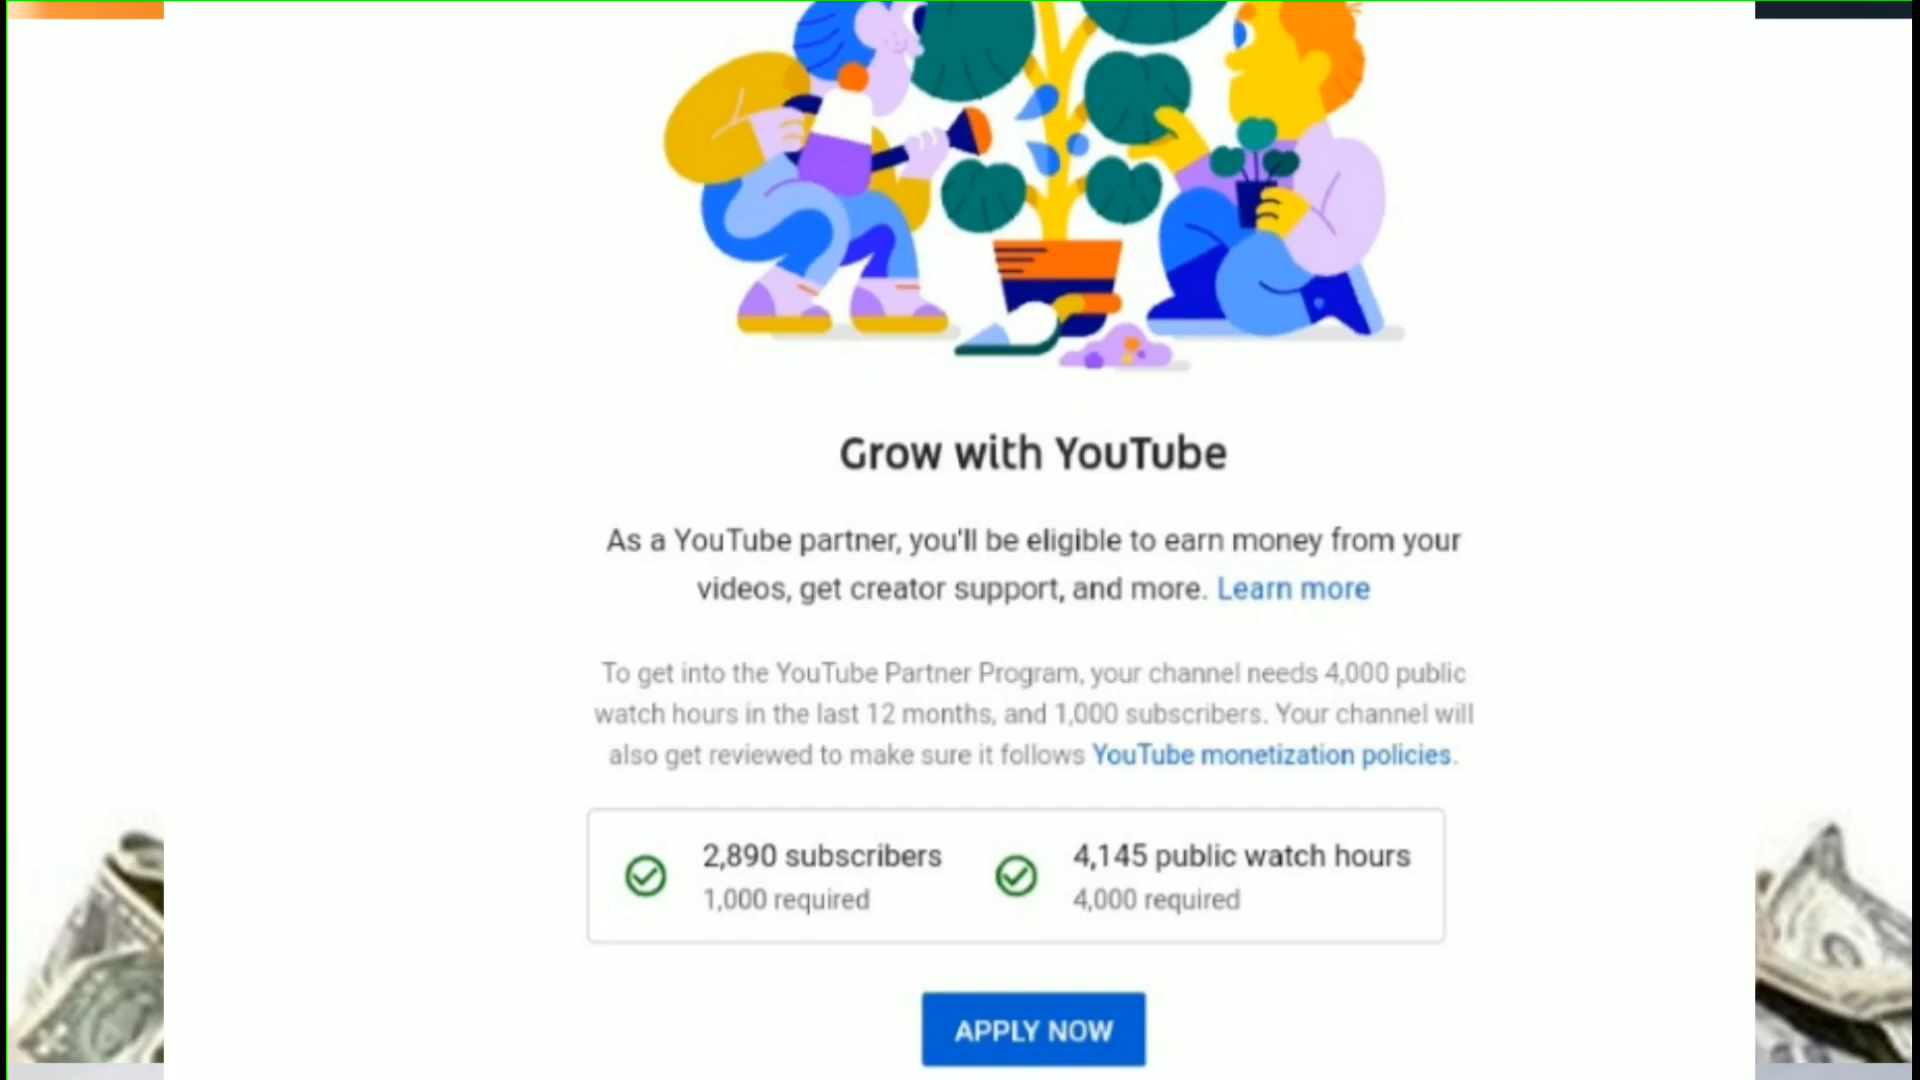 Grow with YouTube
As a YouTube partner, you'll be eligible to earn money from your
videos, get creator support, and more. Learn more
To get into the YouTube Partner Program, your channel needs 4,000 public
watch hours in the last 12 months, and 1,000 subscribers. Your channel will
also get reviewed to make sure it follows YouTube monetization policies.
2,890 subscribers
1,000 required
4,145 public watch hours
4,000 required
APPLY NOW